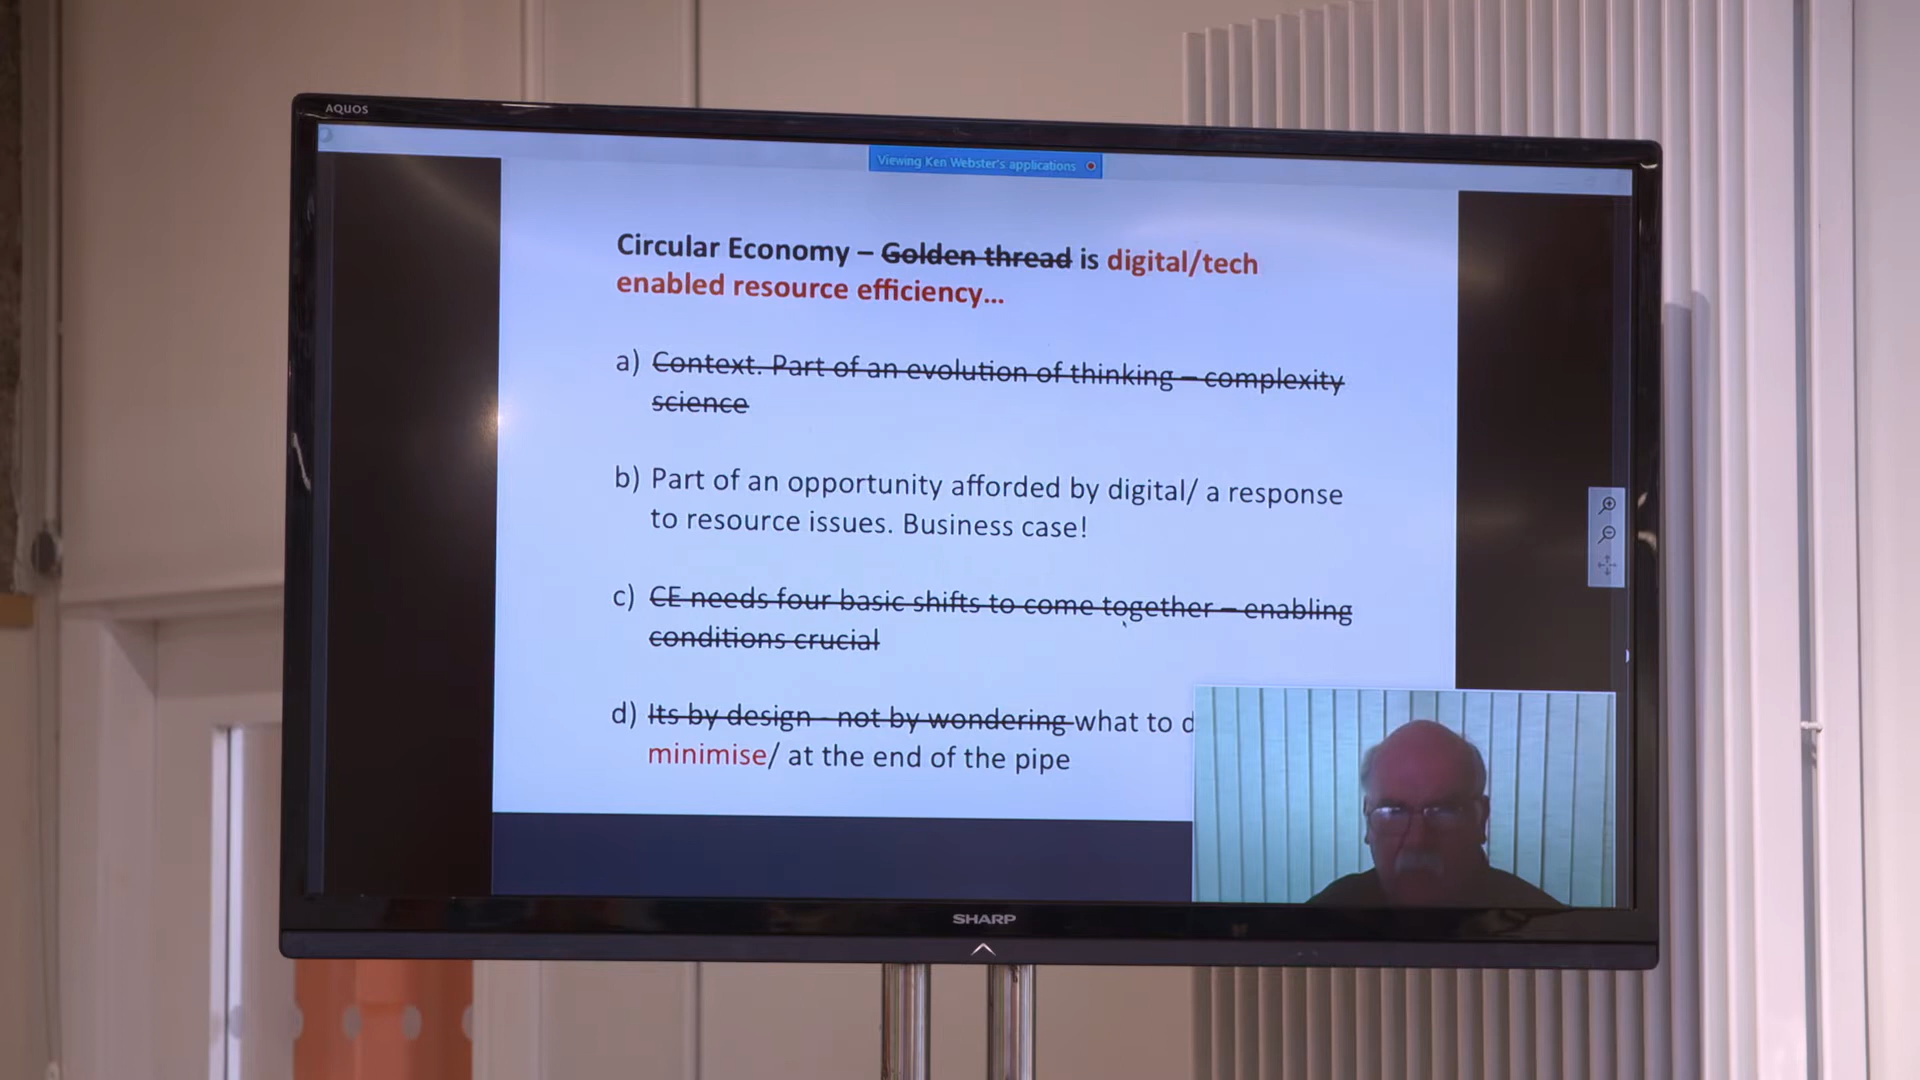 AQUOS
Viewing Ken Webster's applications
Circular Economy – Golden thread is digital/tech
enabled resource efficiency...
a) Context. Part of an evolution of thinking – complexity
science
b) Part of an opportunity afforded by digital/ a response
to resource issues. Business case!
c) CE needs four basic shifts to come together – enabling
conditions crucial
d) Its by design - not by wondering what to
minimise/ at the end of the pipe
SHARP